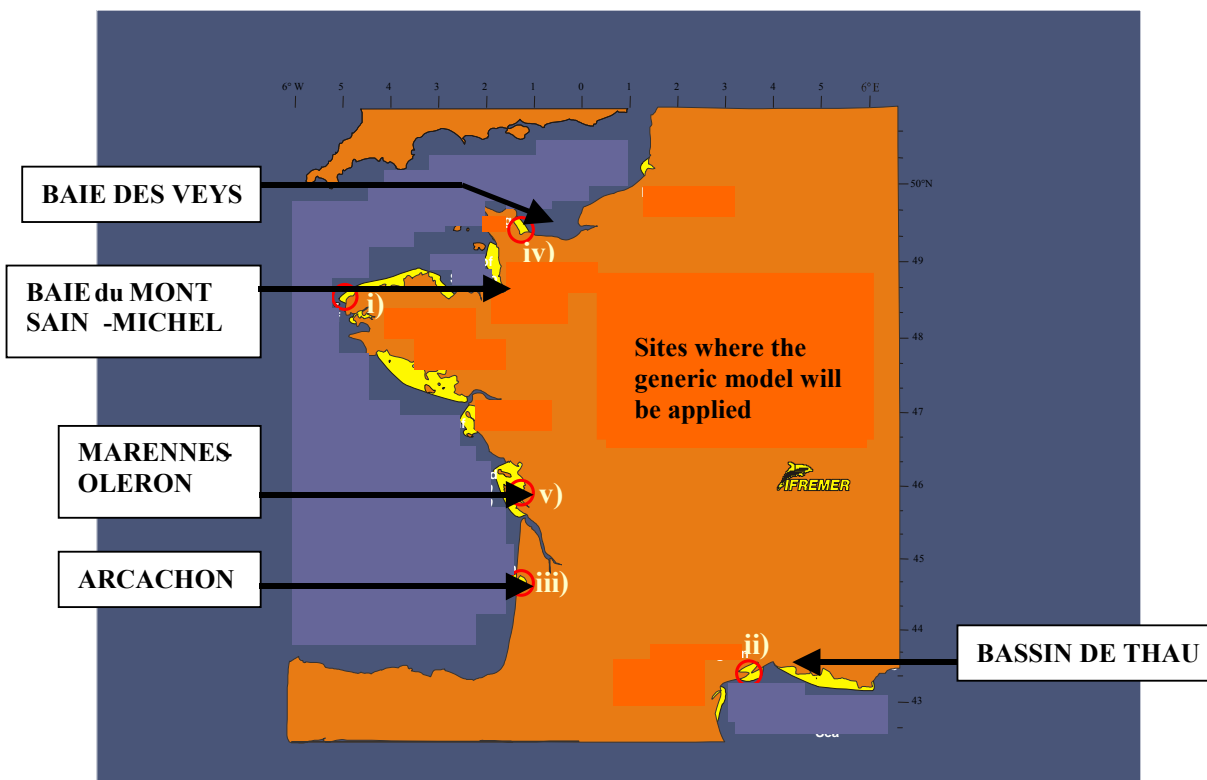 6° W 5 4 3 2 1 0 1 2 3 4 5 6° E
50°N
BAIE DES VEYS
iv)
49
BAIE du MONT
SAIN -MICHEL
i)
48
Sites where the
generic model will
be applied
47
MARENNES-
OLERON
v)
46
IFREMER
45
ARCACHON
iii)
44
ii)
BASSIN DE THAU
43
Sea